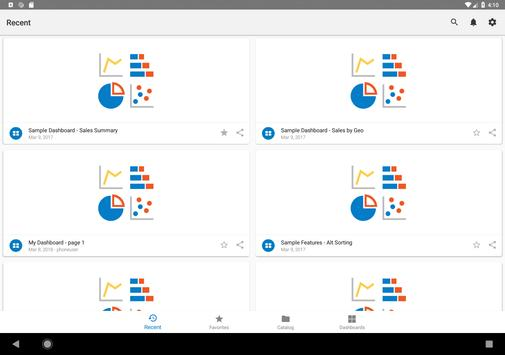 4:10
Recent
Sample Dashboard - Sales Summary
Mar 9, 2017
Sample Dashboard - Sales by Geo
Mar 9, 2017
My Dashboard - page 1
Mar 8, 2018 - phoneuser
Sample Features - Alt Sorting
Mar 9, 2017
Recent
Favorites
Catalog
Dashboards